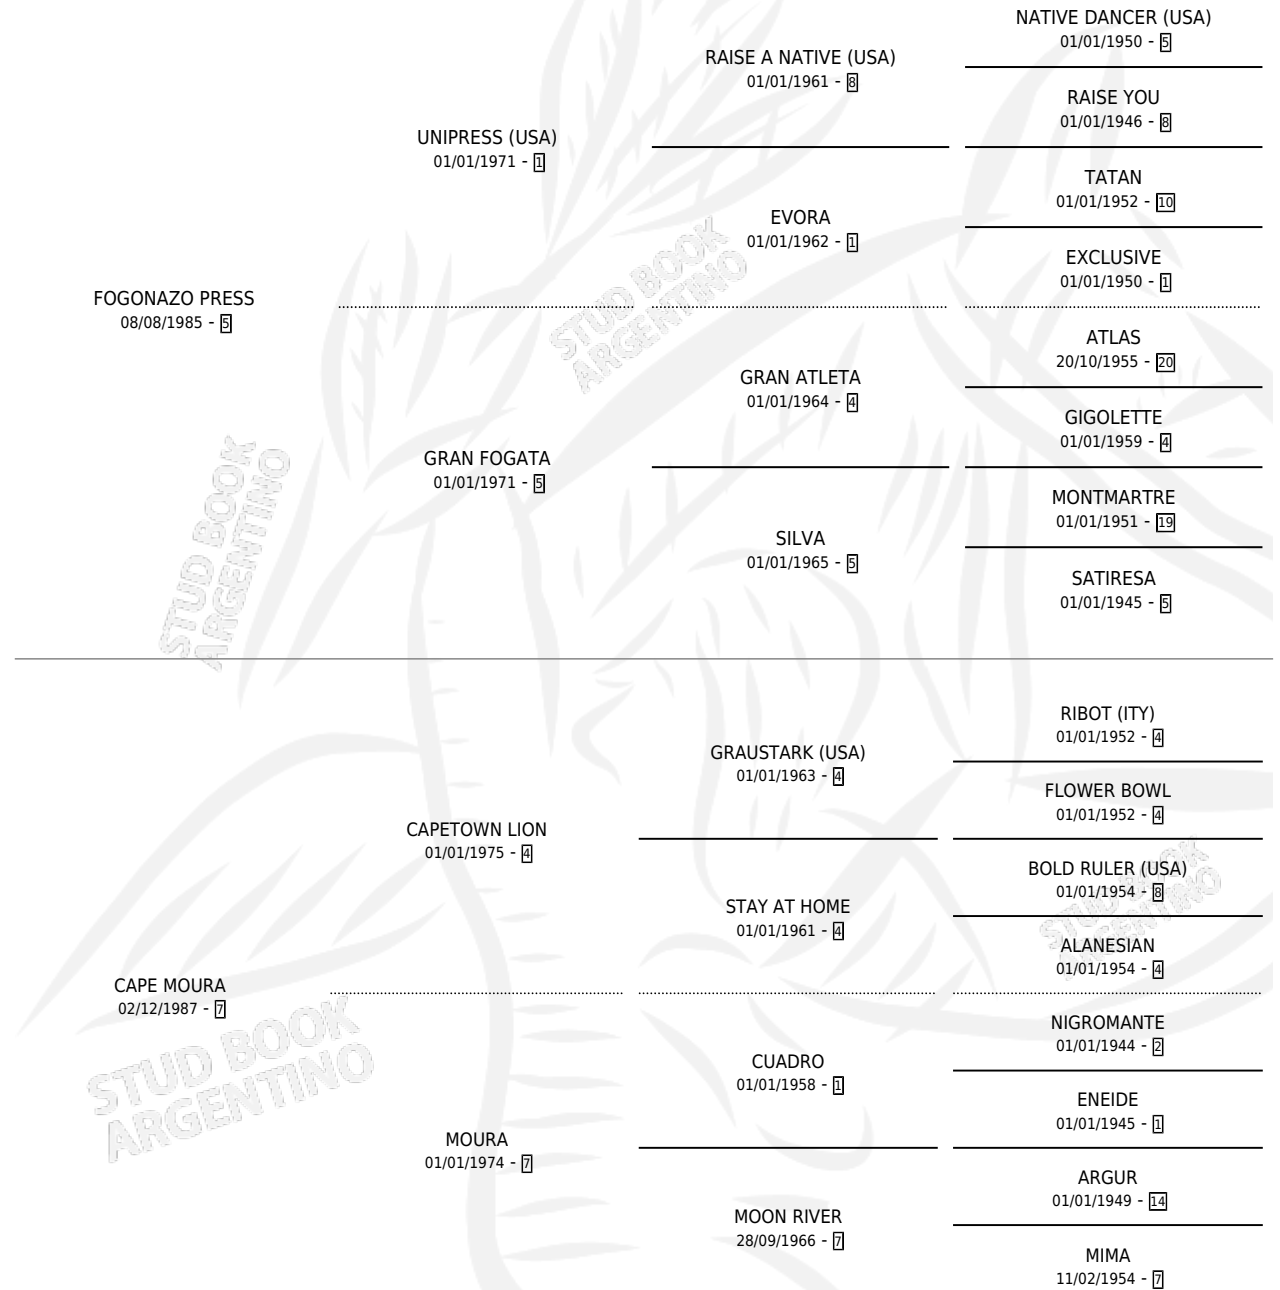 NATIVE DANCER (USA)
01/01/1950 - 5
RAISE A NATIVE (USA)
01/01/1961 - 8
RAISE YOU
01/01/1946 - 8
UNIPRESS (USA)
01/01/1971 - 1
TATAN
01/01/1952 - 10
EVORA
01/01/1962 - 1
EXCLUSIVE
01/01/1950 - 1
FOGONAZO PRESS
08/08/1985 - 5
ATLAS
20/10/1955 - 20
GRAN ATLETA
01/01/1964 - 4
GIGOLETTE
01/01/1959 - 4
GRAN FOGATA
01/01/1971 - 5
MONTMARTRE
01/01/1951 - 19
SILVA
01/01/1965 - 5
SATIRESA
01/01/1945 - 5
RIBOT (ITY)
01/01/1952 - 4
GRAUSTARK (USA)
01/01/1963 - 4
FLOWER BOWL
01/01/1952 - 4
CAPETOWN LION
01/01/1975 - 4
BOLD RULER (USA)
01/01/1954 - 8
STAY AT HOME
01/01/1961 - 4
ALANESIAN
01/01/1954 - 4
CAPE MOURA
02/12/1987 - 7
NIGROMANTE
01/01/1944 - 2
CUADRO
01/01/1958 - 1
ENEIDE
01/01/1945 - 1
MOURA
01/01/1974 - 7
ARGUR
01/01/1949 - 14
MOON RIVER
28/09/1966 - 7
MIMA
11/02/1954 - 7
STUD BOOK
ARGENTINO
STUD BOOK
ARGENTINO
STUD BOOK
ARGENTINO
STUD BOOK
ARGENTINO